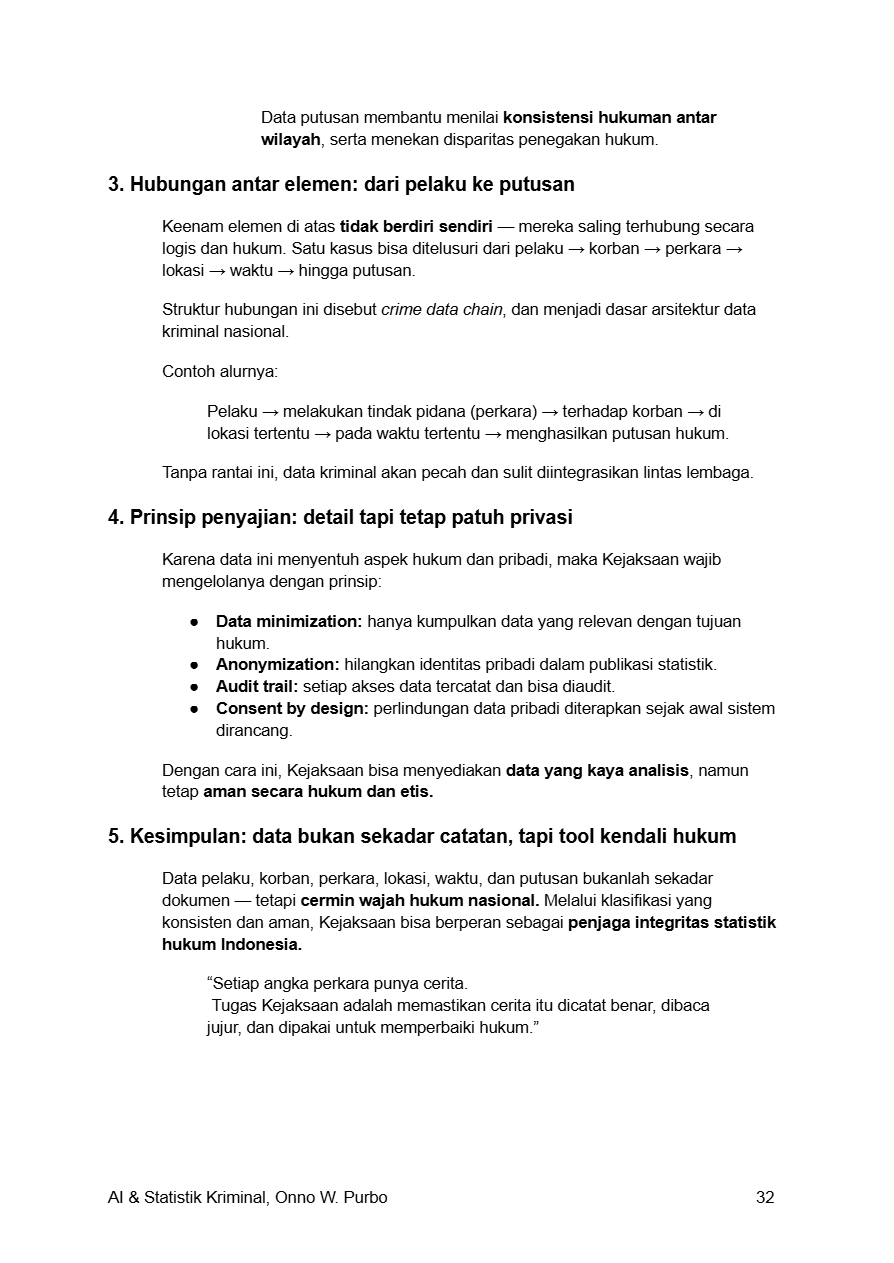 Data putusan membantu menilai konsistensi hukuman antar
wilayah, serta menekan disparitas penegakan hukum.
3. Hubungan antar elemen: dari pelaku ke putusan
Keenam elemen di atas tidak berdiri sendiri — mereka saling terhubung secara
logis dan hukum. Satu kasus bisa ditelusuri dari pelaku → korban → perkara →
lokasi → waktu → hingga putusan.
Struktur hubungan ini disebut crime data chain, dan menjadi dasar arsitektur data
kriminal nasional.
Contoh alurnya:
Pelaku → melakukan tindak pidana (perkara) → terhadap korban → di
lokasi tertentu → pada waktu tertentu → menghasilkan putusan hukum.
Tanpa rantai ini, data kriminal akan pecah dan sulit diintegrasikan lintas lembaga.
4. Prinsip penyajian: detail tapi tetap patuh privasi
Karena data ini menyentuh aspek hukum dan pribadi, maka Kejaksaan wajib
mengelolanya dengan prinsip:
● Data minimization: hanya kumpulkan data yang relevan dengan tujuan
hukum.
● Anonymization: hilangkan identitas pribadi dalam publikasi statistik.
● Audit trail: setiap akses data tercatat dan bisa diaudit.
● Consent by design: perlindungan data pribadi diterapkan sejak awal sistem
dirancang.
Dengan cara ini, Kejaksaan bisa menyediakan data yang kaya analisis, namun
tetap aman secara hukum dan etis.
5. Kesimpulan: data bukan sekadar catatan, tapi tool kendali hukum
Data pelaku, korban, perkara, lokasi, waktu, dan putusan bukanlah sekadar
dokumen — tetapi cermin wajah hukum nasional. Melalui klasifikasi yang
konsisten dan aman, Kejaksaan bisa berperan sebagai penjaga integritas statistik
hukum Indonesia.
“Setiap angka perkara punya cerita.
Tugas Kejaksaan adalah memastikan cerita itu dicatat benar, dibaca
jujur, dan dipakai untuk memperbaiki hukum.”
AI & Statistik Kriminal, Onno W. Purbo 32